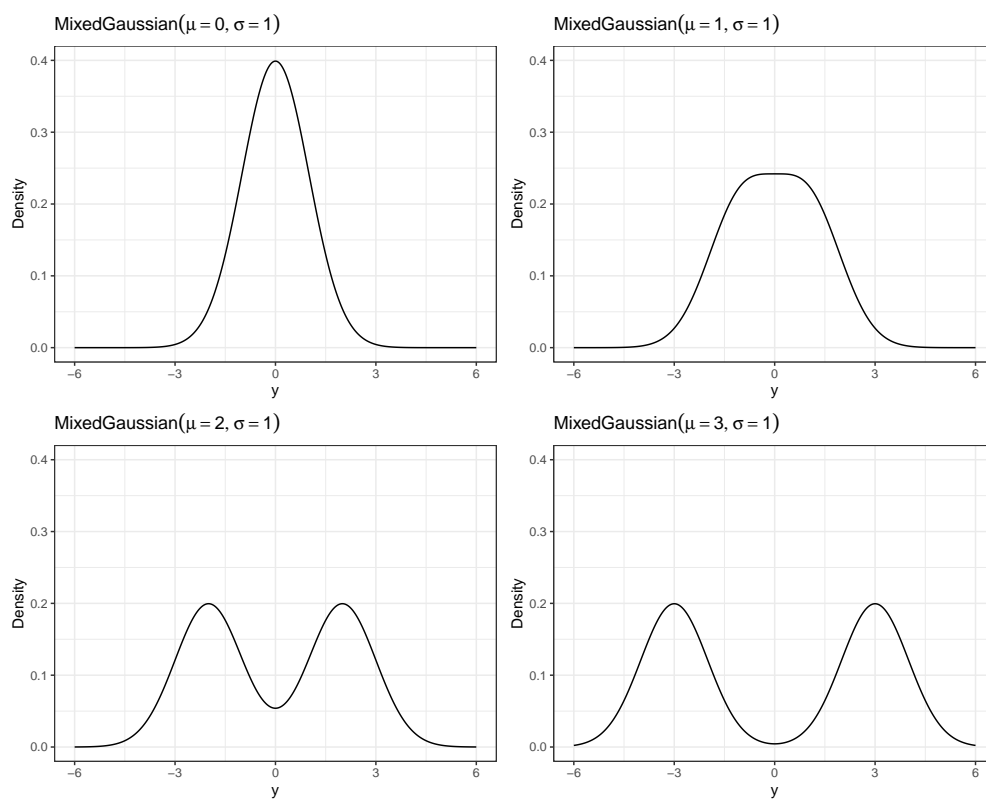 MixedGaussian(μ = 0, σ = 1)
0.4
0.3
0.2
0.1
0.0
Density
−6 −3 0 3 6
y
MixedGaussian(μ = 1, σ = 1)
0.4
0.3
0.2
0.1
0.0
Density
−6 −3 0 3 6
y
MixedGaussian(μ = 2, σ = 1)
0.4
0.3
0.2
0.1
0.0
Density
−6 −3 0 3 6
y
MixedGaussian(μ = 3, σ = 1)
0.4
0.3
0.2
0.1
0.0
Density
−6 −3 0 3 6
y